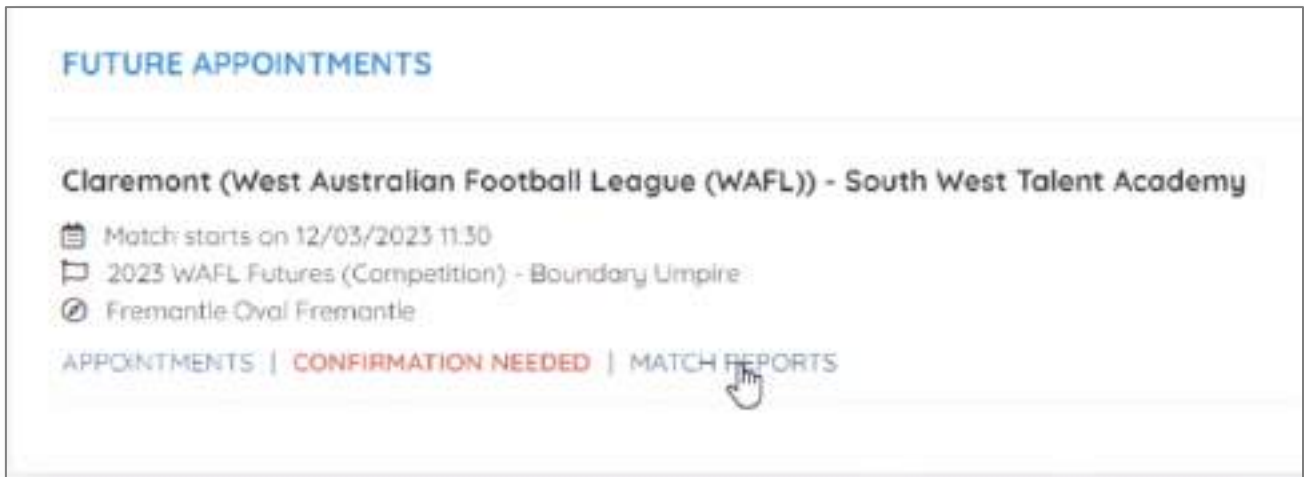 FUTURE APPOINTMENTS
Claremont (West Australian Football League (WAFL)) - South West Talent Academy
Match starts on 12/03/2023 11.30
2023 WAFL Futures (Competition) - Boundary Umpire
Fremantle Oval Fremantle
APPOINTMENTS | CONFIRMATION NEEDED | MATCH REPORTS